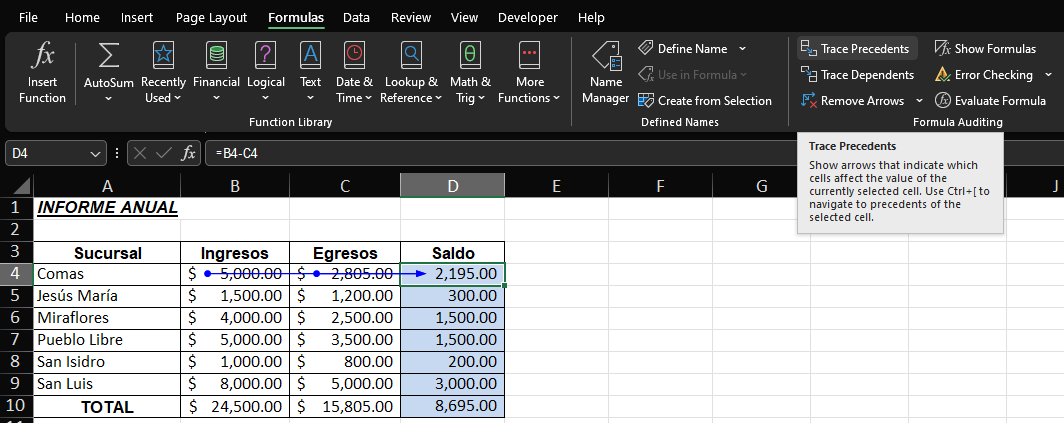 File Home Insert Page Layout Formulas Data Review View Developer Help
fx Insert Function
Σ AutoSum
Recently Used
Financial
Logical
Text
Date & Time
Lookup & Reference
Math & Trig
More Functions
Function Library
Name Manager
Define Name
Use in Formula
Create from Selection
Defined Names
Trace Precedents
Trace Dependents
Remove Arrows
Show Formulas
Error Checking
Evaluate Formula
Formula Auditing
D4 fx =B4-C4
Trace Precedents
Show arrows that indicate which
cells affect the value of the
currently selected cell. Use Ctrl+[ to
navigate to precedents of the
selected cell.
A B C D E F G J
1 INFORME ANUAL
2
3 Sucursal Ingresos Egresos Saldo
4 Comas $ 5,000.00 $ 2,805.00 2,195.00
5 Jesús María $ 1,500.00 $ 1,200.00 300.00
6 Miraflores $ 4,000.00 $ 2,500.00 1,500.00
7 Pueblo Libre $ 5,000.00 $ 3,500.00 1,500.00
8 San Isidro $ 1,000.00 $ 800.00 200.00
9 San Luis $ 8,000.00 $ 5,000.00 3,000.00
10 TOTAL $ 24,500.00 $ 15,805.00 8,695.00